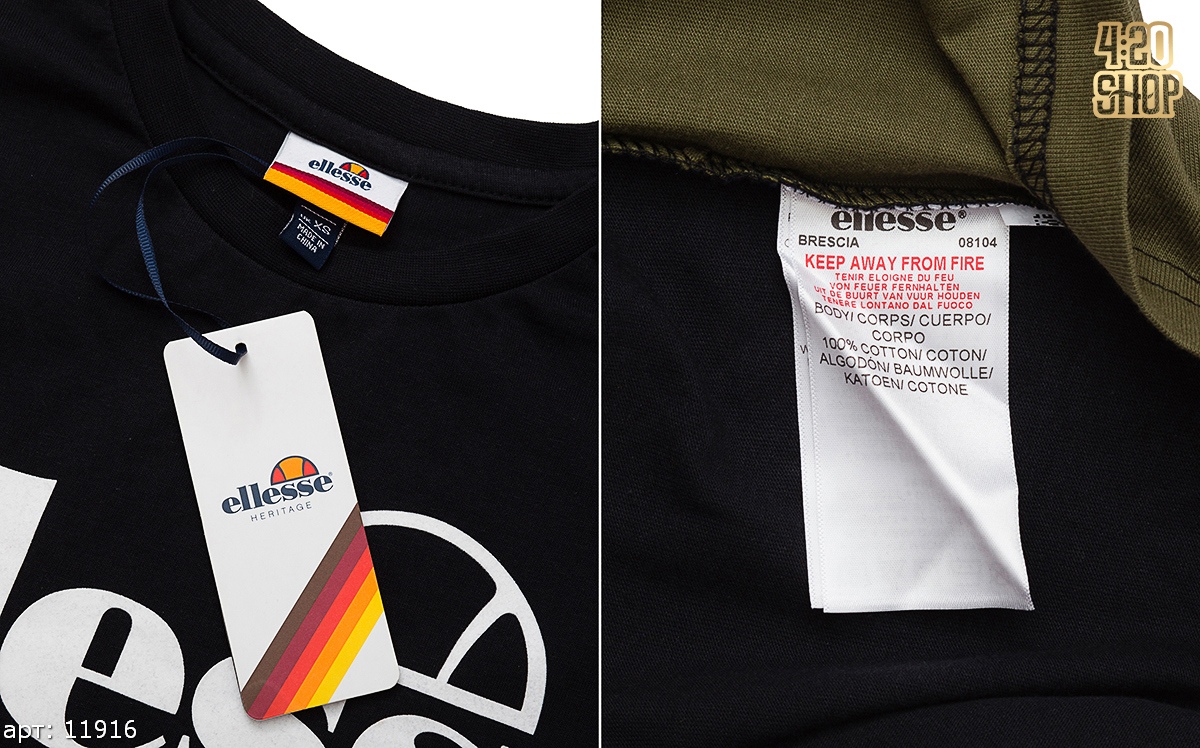 ellesse
UK XS
MADE IN
CHINA
ellesse®
HERITAGE
les
арт: 11916
4:20
SHOP
ellesse®
BRESCIA 08104
KEEP AWAY FROM FIRE
TENIR ELOIGNE DU FEU
VON FEUER FERNHALTEN
UIT DE BUURT VAN VUUR HOUDEN
TENERE LONTANO DAL FUOCO
BODY/ CORPS/ CUERPO/
CORPO
100% COTTON/ COTON/
ALGODÓN/ BAUMWOLLE/
KATOEN/ COTONE